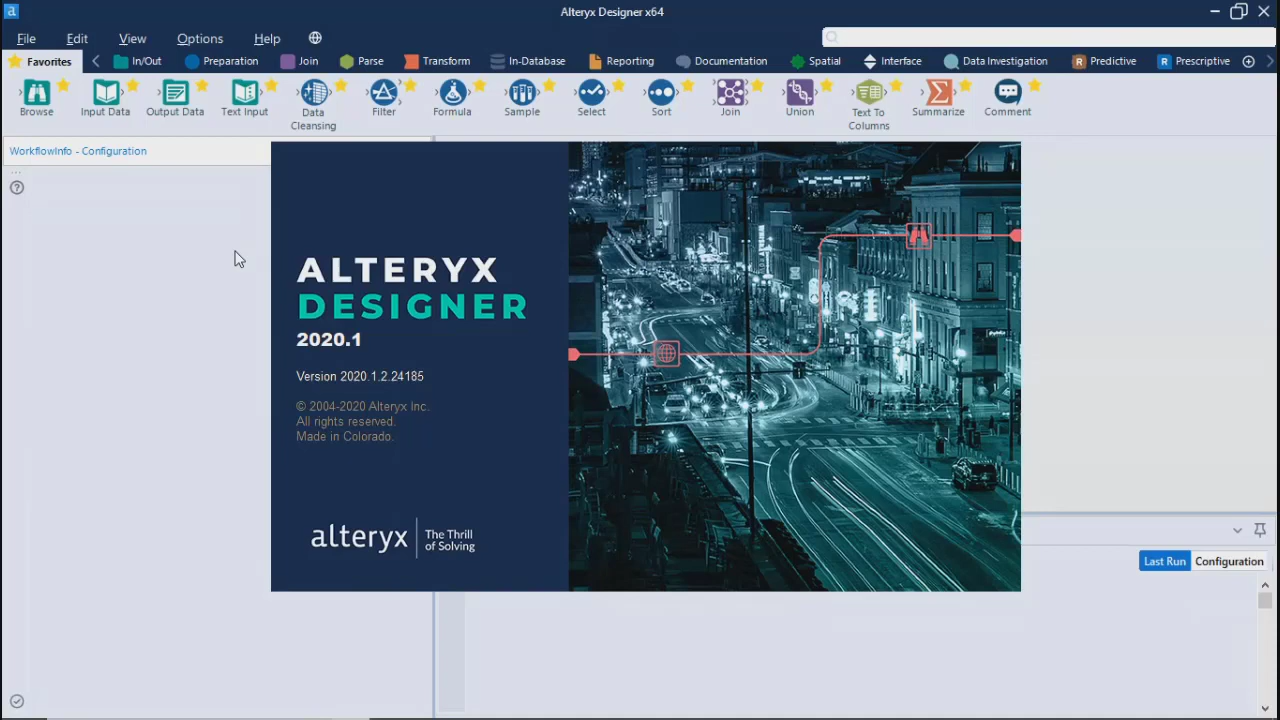 Alteryx Designer x64
File Edit View Options Help
Favorites In/Out Preparation Join Parse Transform In-Database Reporting Documentation Spatial Interface Data Investigation Predictive Prescriptive
Browse Input Data Output Data Text Input Data Cleansing Filter Formula Sample Select Sort Join Union Text To Columns Summarize Comment
WorkflowInfo - Configuration
ALTERYX
DESIGNER
2020.1
Version 2020.1.2.24185
© 2004-2020 Alteryx Inc.
All rights reserved.
Made in Colorado.
alteryx The Thrill of Solving
Last Run Configuration